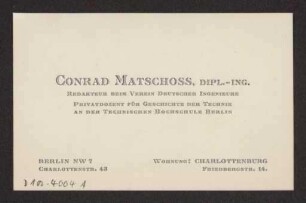 CONRAD MATSCHOSS, DIPL.-ING.
REDAKTEUR BEIM VEREIN DEUTSCHER INGENIEURE
PRIVATDOZENT FÜR GESCHICHTE DER TECHNIK
AN DER TECHNISCHEN HOCHSCHULE BERLIN
BERLIN NW 7
CHARLOTTENSTR. 43
WOHNUNG: CHARLOTTENBURG
FRIEDBERGSTR. 14.